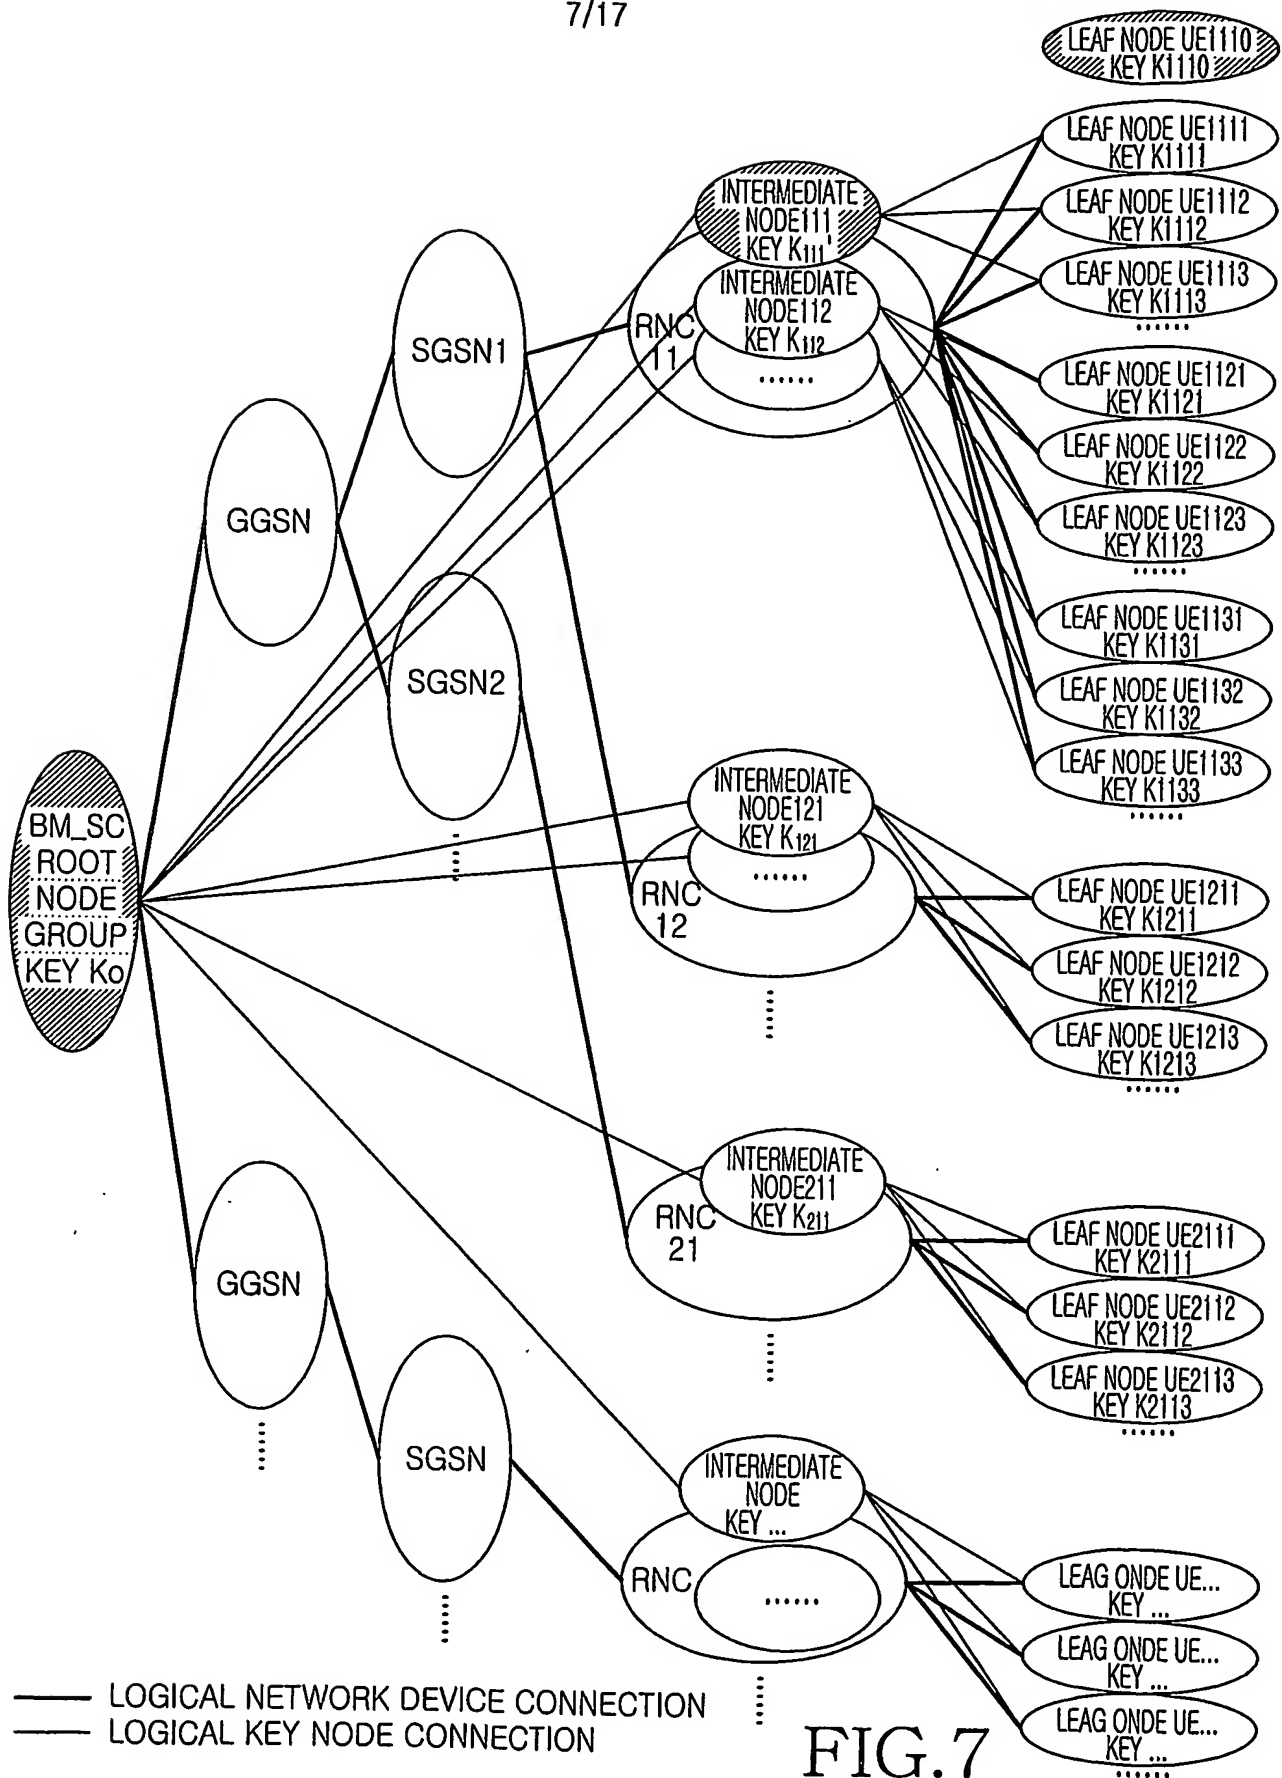 7/17
LEAF NODE UE1110
KEY K1110
LEAF NODE UE1111
KEY K1111
LEAF NODE UE1112
KEY K1112
LEAF NODE UE1113
KEY K1113
......
LEAF NODE UE1121
KEY K1121
LEAF NODE UE1122
KEY K1122
LEAF NODE UE1123
KEY K1123
......
LEAF NODE UE1131
KEY K1131
LEAF NODE UE1132
KEY K1132
LEAF NODE UE1133
KEY K1133
......
INTERMEDIATE
NODE111
KEY K111'
INTERMEDIATE
NODE112
KEY K112
......
RNC
11
SGSN1
GGSN
SGSN2
......
BM_SC
ROOT
NODE
GROUP
KEY Ko
INTERMEDIATE
NODE121
KEY K121
......
RNC
12
......
LEAF NODE UE1211
KEY K1211
LEAF NODE UE1212
KEY K1212
LEAF NODE UE1213
KEY K1213
......
INTERMEDIATE
NODE211
KEY K211
RNC
21
......
LEAF NODE UE2111
KEY K2111
LEAF NODE UE2112
KEY K2112
LEAF NODE UE2113
KEY K2113
......
GGSN
......
SGSN
......
INTERMEDIATE
NODE
KEY ...
RNC
......
......
LEAG ONDE UE...
KEY ...
LEAG ONDE UE...
KEY ...
LEAG ONDE UE...
KEY ...
......
LOGICAL NETWORK DEVICE CONNECTION
LOGICAL KEY NODE CONNECTION
FIG.7